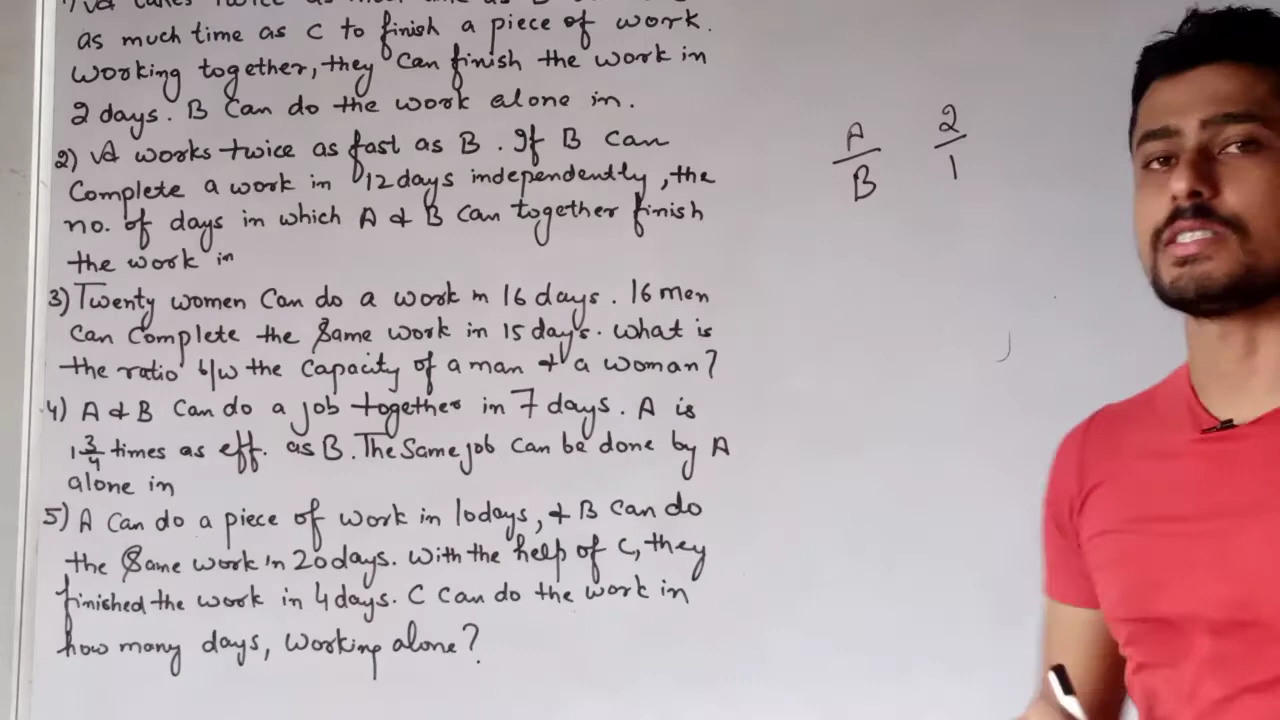 1) A takes twice as much time as B
as much time as C to finish a piece of work.
Working together, they can finish the work in
2 days. B can do the work alone in.
2) A works twice as fast as B. If B can
Complete a work in 12 days independently, the
no. of days in which A & B can together finish
the work in
3) Twenty women Can do a work in 16 days. 16 men
can complete the same work in 15 days. What is
the ratio b/w the capacity of a man & a woman?
4) A & B can do a job together in 7 days. A is
1 3/4 times as eff. as B. The Same job can be done by A
alone in
5) A can do a piece of work in 10 days, & B can do
the same work in 20 days. With the help of C, they
finished the work in 4 days. C can do the work in
how many days, working alone?
A/B 2/1